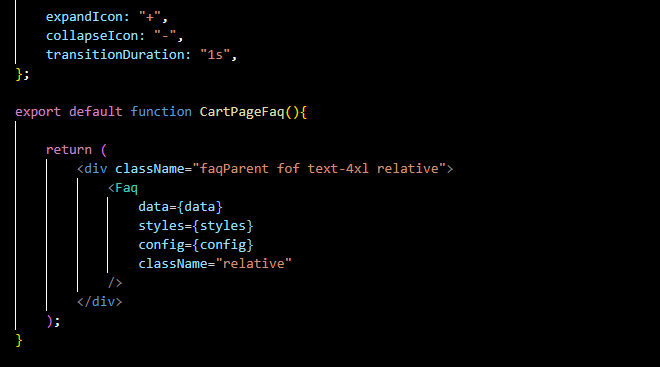 expandIcon: "+",
collapseIcon: "-",
transitionDuration: "1s",
};
export default function CartPageFaq(){
return (
<div className="faqParent fof text-4xl relative">
<Faq
data={data}
styles={styles}
config={config}
className="relative"
/>
</div>
);
}